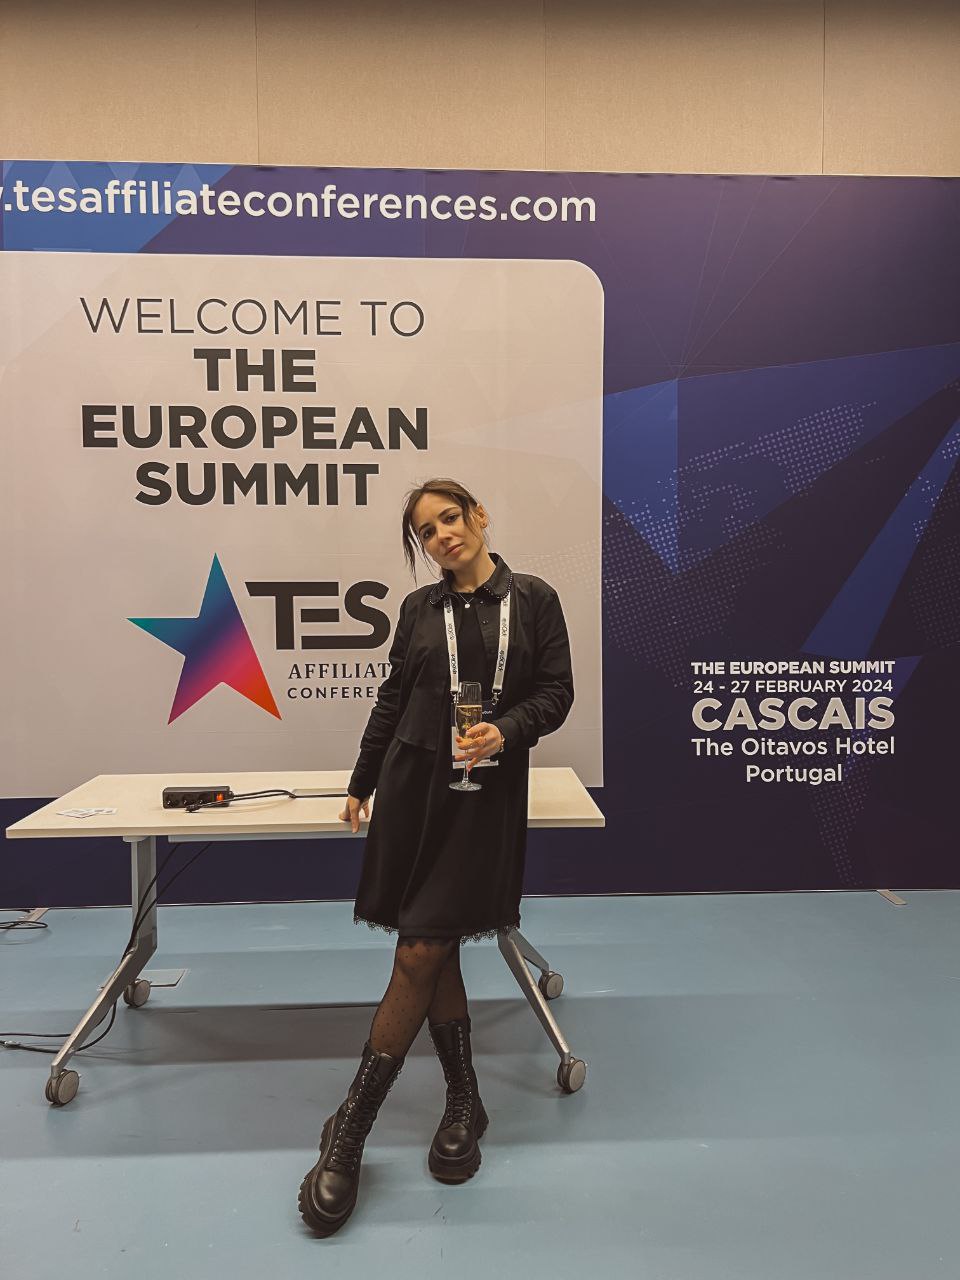 .tesaffiliateconferences.com
WELCOME TO
THE
EUROPEAN
SUMMIT
TES
AFFILIAT
CONFERE
THE EUROPEAN SUMMIT
24 - 27 FEBRUARY 2024
CASCAIS
The Oitavos Hotel
Portugal